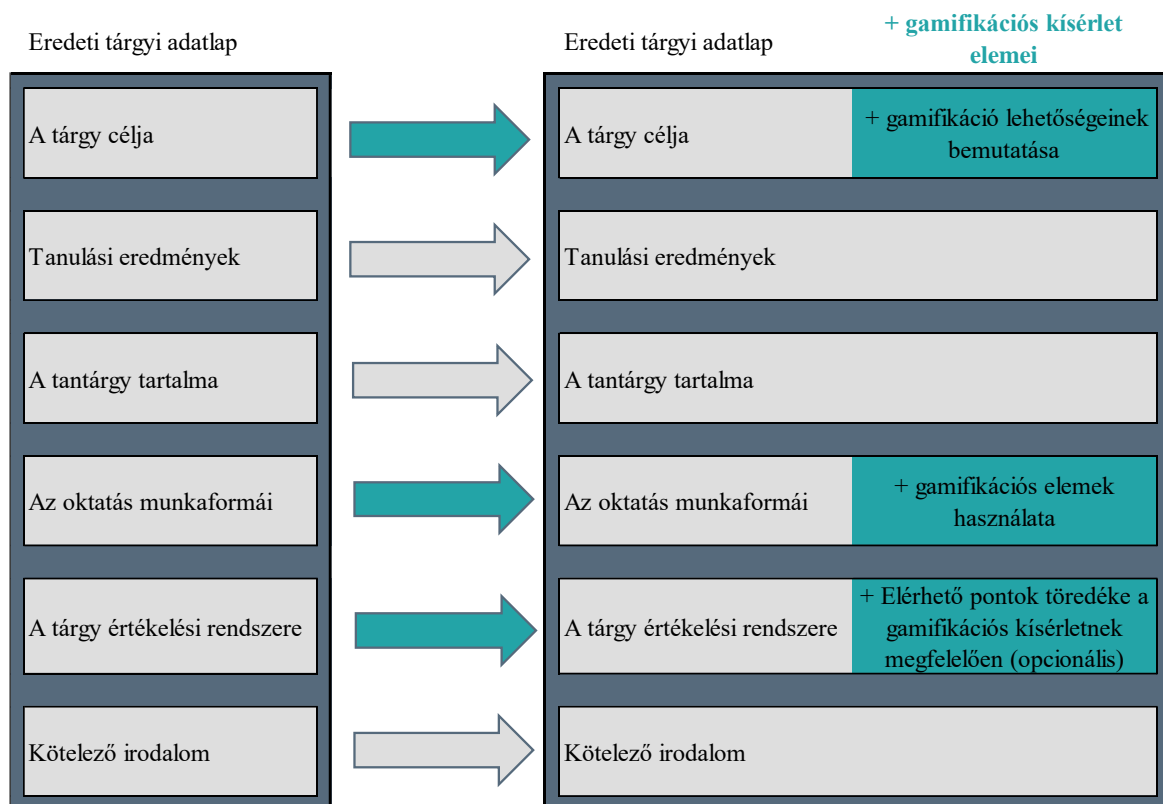 Eredeti tárgyi adatlap
Eredeti tárgyi adatlap
+ gamifikációs kísérlet
elemei
A tárgy célja
A tárgy célja
+ gamifikáció lehetőségeinek
bemutatása
Tanulási eredmények
Tanulási eredmények
A tantárgy tartalma
A tantárgy tartalma
Az oktatás munkaformái
Az oktatás munkaformái
+ gamifikációs elemek
használata
A tárgy értékelési rendszere
A tárgy értékelési rendszere
+ Elérhető pontok töredéke a
gamifikációs kísérletnek
megfelelően (opcionális)
Kötelező irodalom
Kötelező irodalom